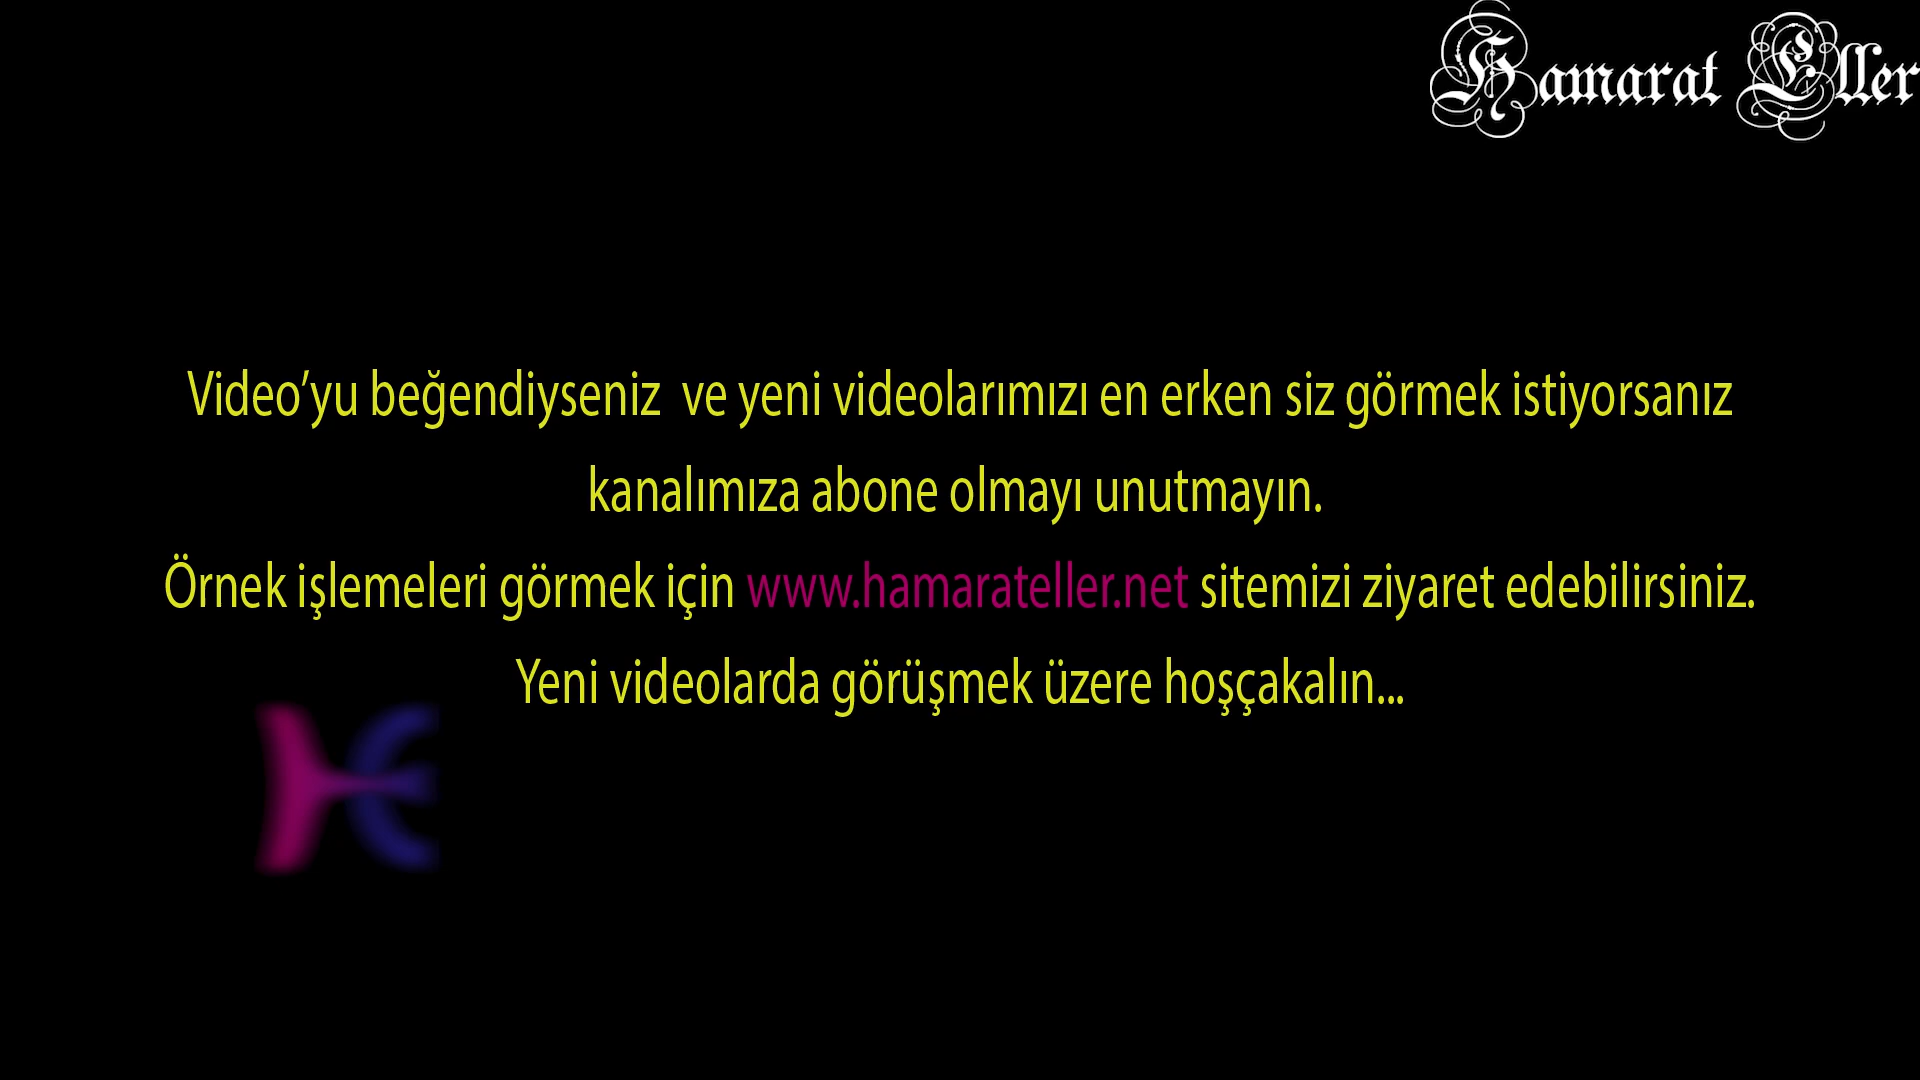 Hamarat Eller
Video’yu beğendiyseniz  ve yeni videolarımızı en erken siz görmek istiyorsanız
kanalımıza abone olmayı unutmayın.
Örnek işlemeleri görmek için www.hamarateller.net sitemizi ziyaret edebilirsiniz.
Yeni videolarda görüşmek üzere hoşçakalın...
HE